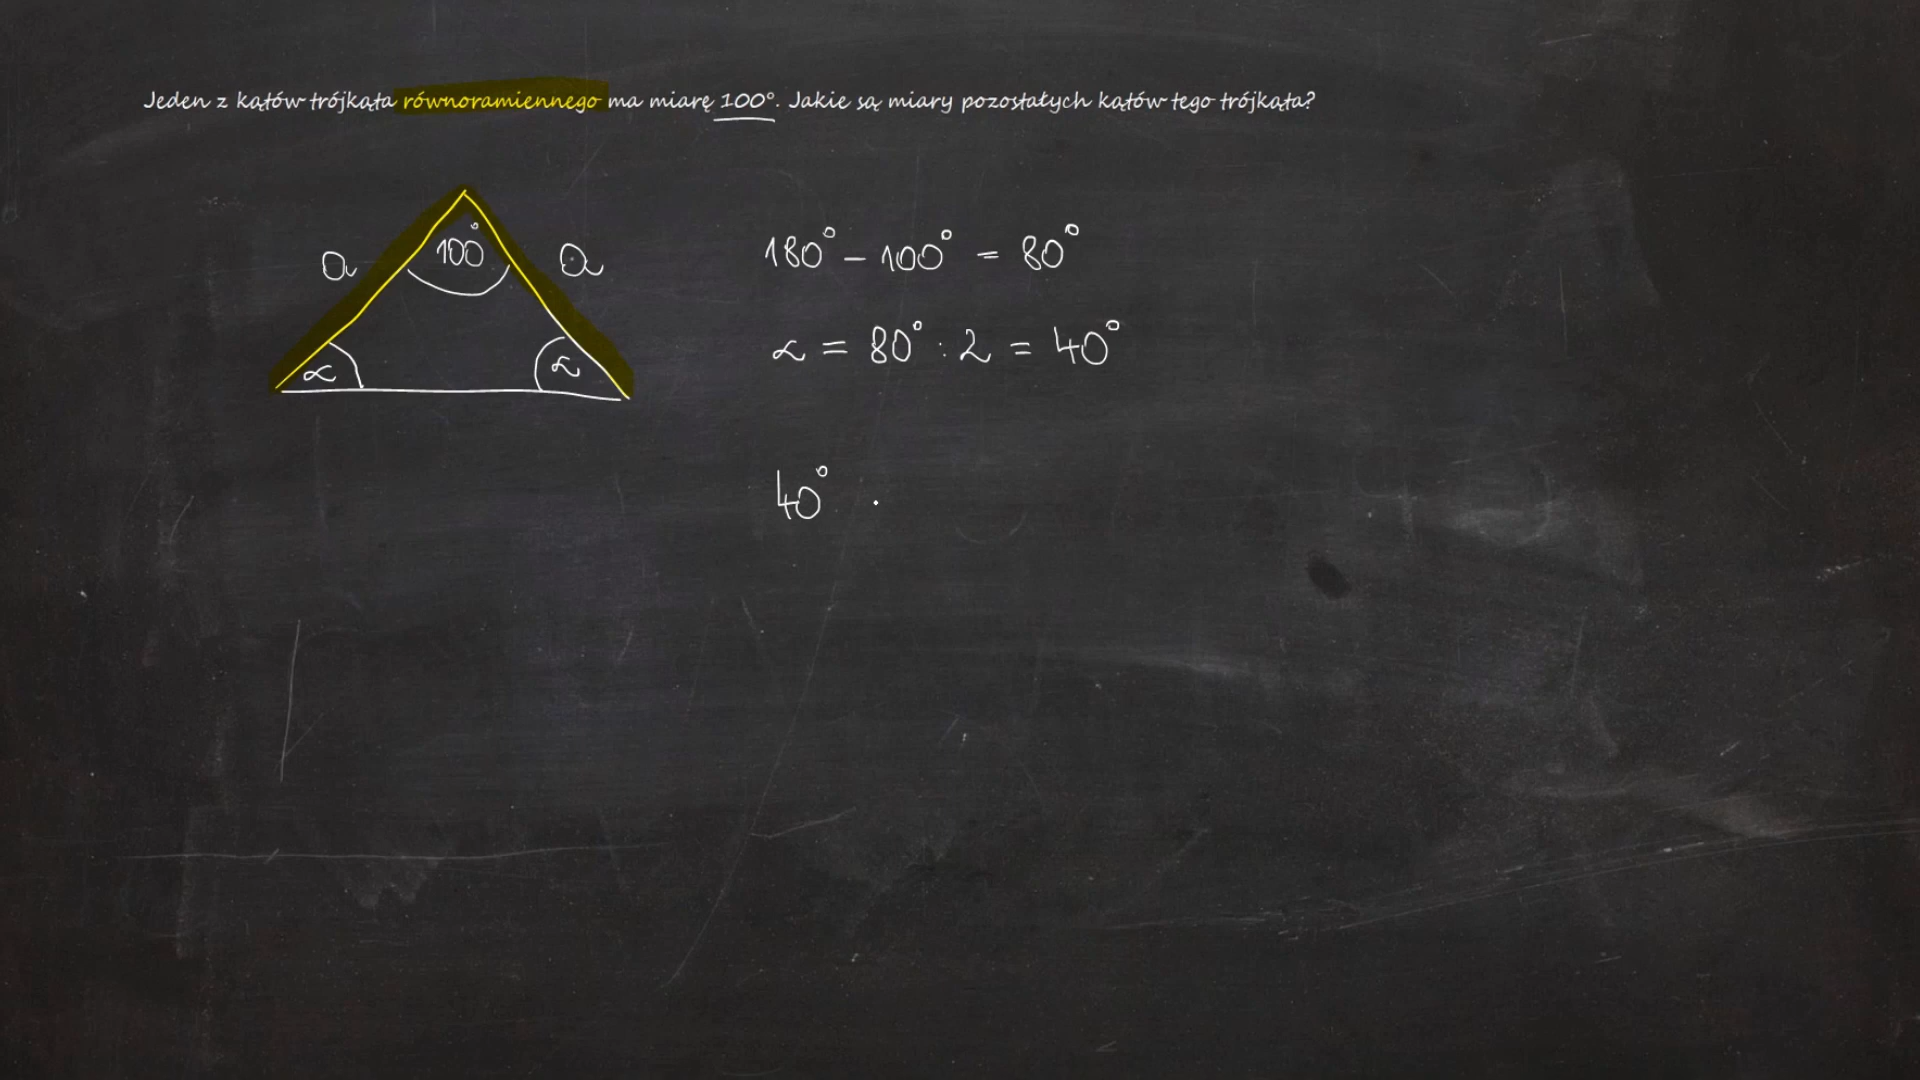 Jeden z kątów trójkąta równoramiennego ma miarę 100°. Jakie są miary pozostałych kątów tego trójkąta?
a 100° a
α α
180° - 100° = 80°
α = 80° : 2 = 40°
40° .